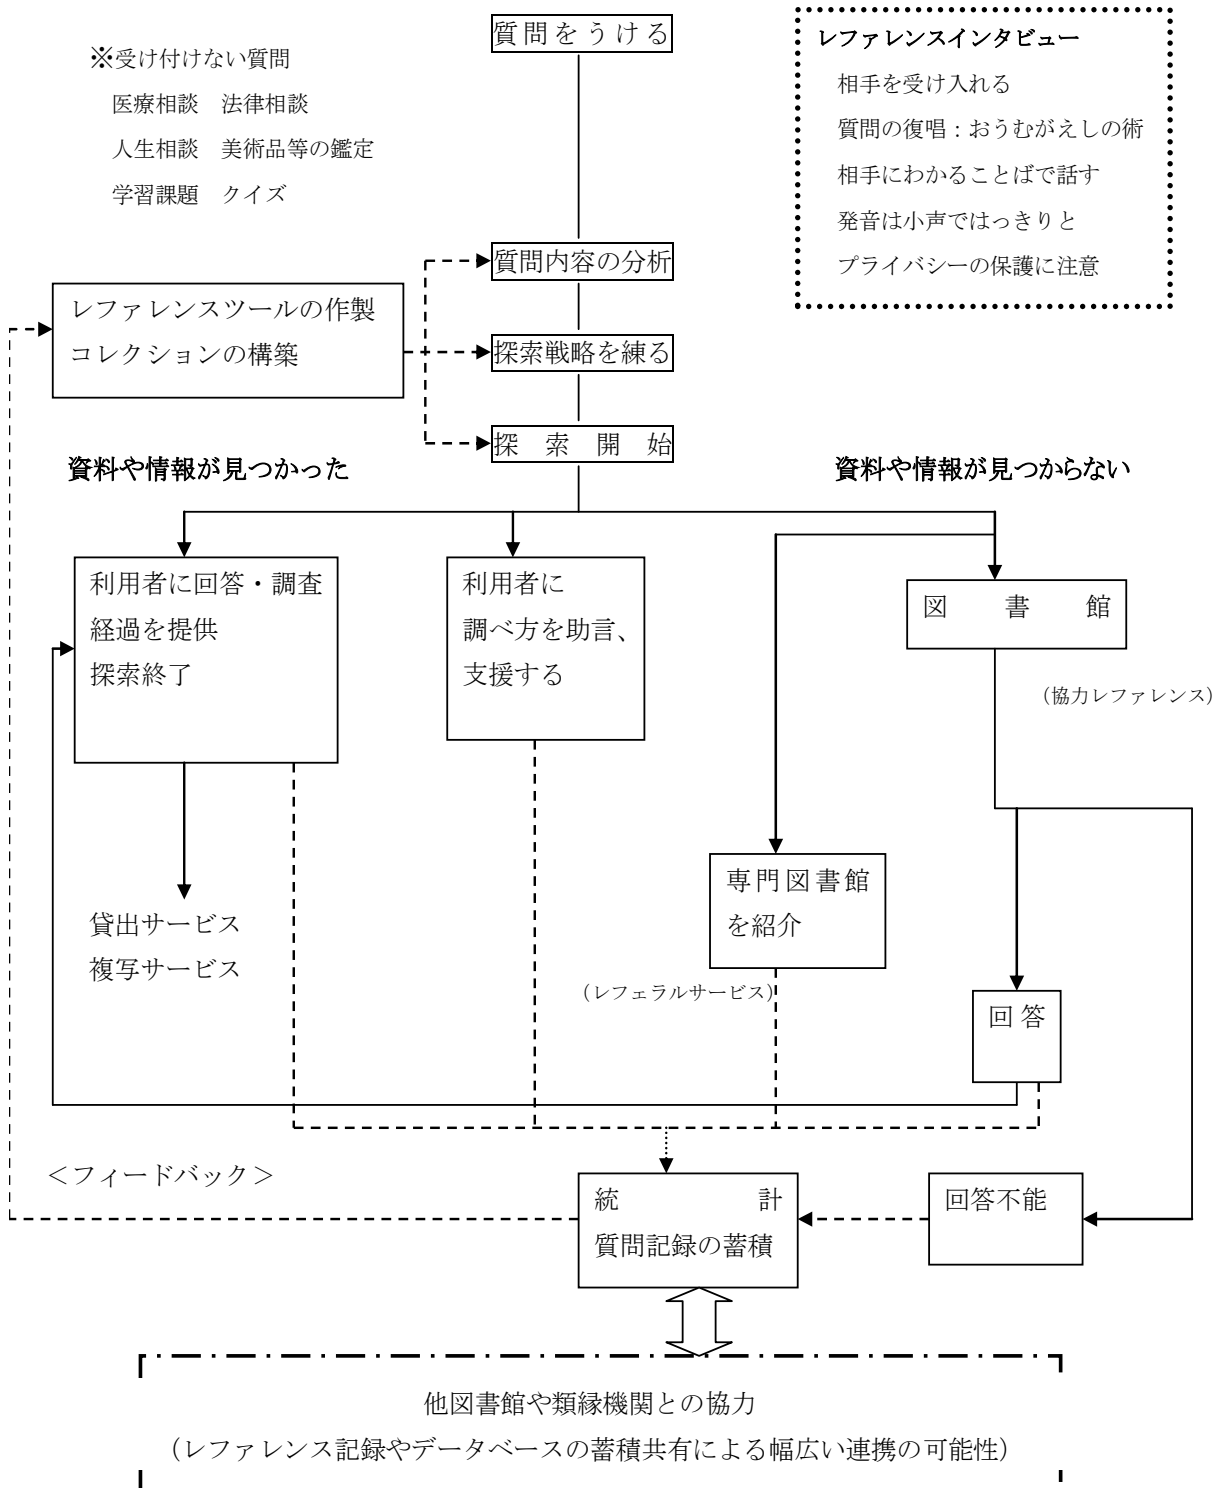 質問をうける
※受け付けない質問
医療相談　法律相談
人生相談　美術品等の鑑定
学習課題　クイズ
レファレンスインタビュー
相手を受け入れる
質問の復唱：おうむがえしの術
相手にわかることばで話す
発音は小声ではっきりと
プライバシーの保護に注意
質問内容の分析
レファレンスツールの作製
コレクションの構築
探索戦略を練る
探　索　開　始
資料や情報が見つかった
資料や情報が見つからない
利用者に回答・調査
経過を提供
探索終了
利用者に
調べ方を助言、
支援する
図　書　館
（協力レファレンス）
貸出サービス
複写サービス
専門図書館
を紹介
（レフェラルサービス）
回答
＜フィードバック＞
統　計
質問記録の蓄積
回答不能
他図書館や類縁機関との協力
（レファレンス記録やデータベースの蓄積共有による幅広い連携の可能性）